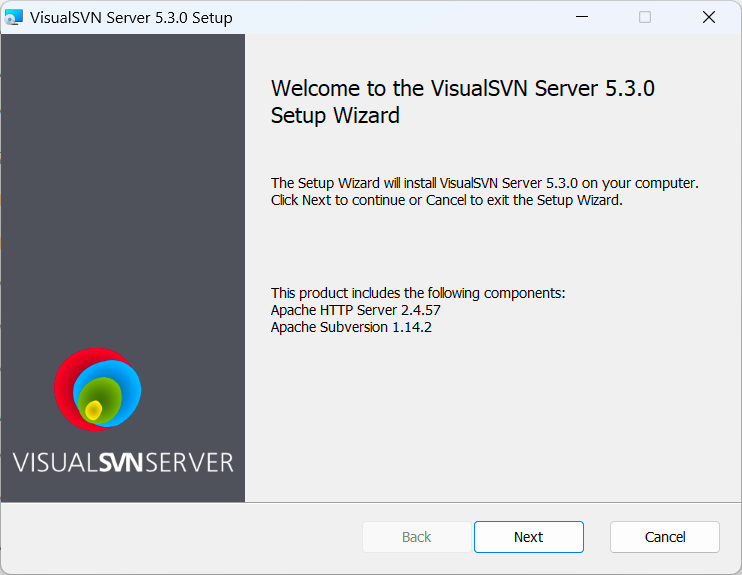 VisualSVN Server 5.3.0 Setup
Welcome to the VisualSVN Server 5.3.0
Setup Wizard
The Setup Wizard will install VisualSVN Server 5.3.0 on your computer.
Click Next to continue or Cancel to exit the Setup Wizard.
This product includes the following components:
Apache HTTP Server 2.4.57
Apache Subversion 1.14.2
VISUALSVNSERVER
Back
Next
Cancel